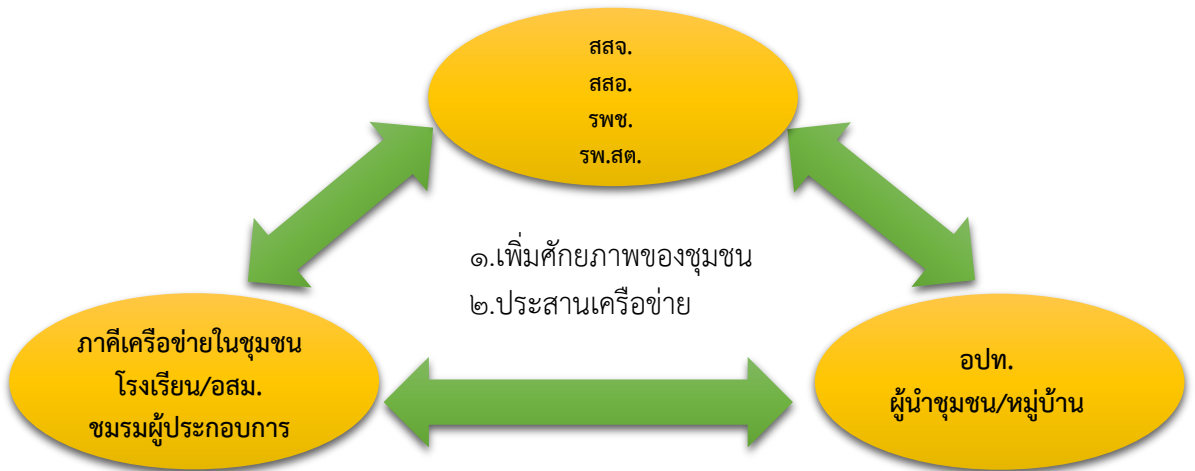 สสจ.
สสอ.
รพช.
รพ.สต.
๑.เพิ่มศักยภาพของชุมชน
๒.ประสานเครือข่าย
ภาคีเครือข่ายในชุมชน
โรงเรียน/อสม.
ชมรมผู้ประกอบการ
อปท.
ผู้นำชุมชน/หมู่บ้าน